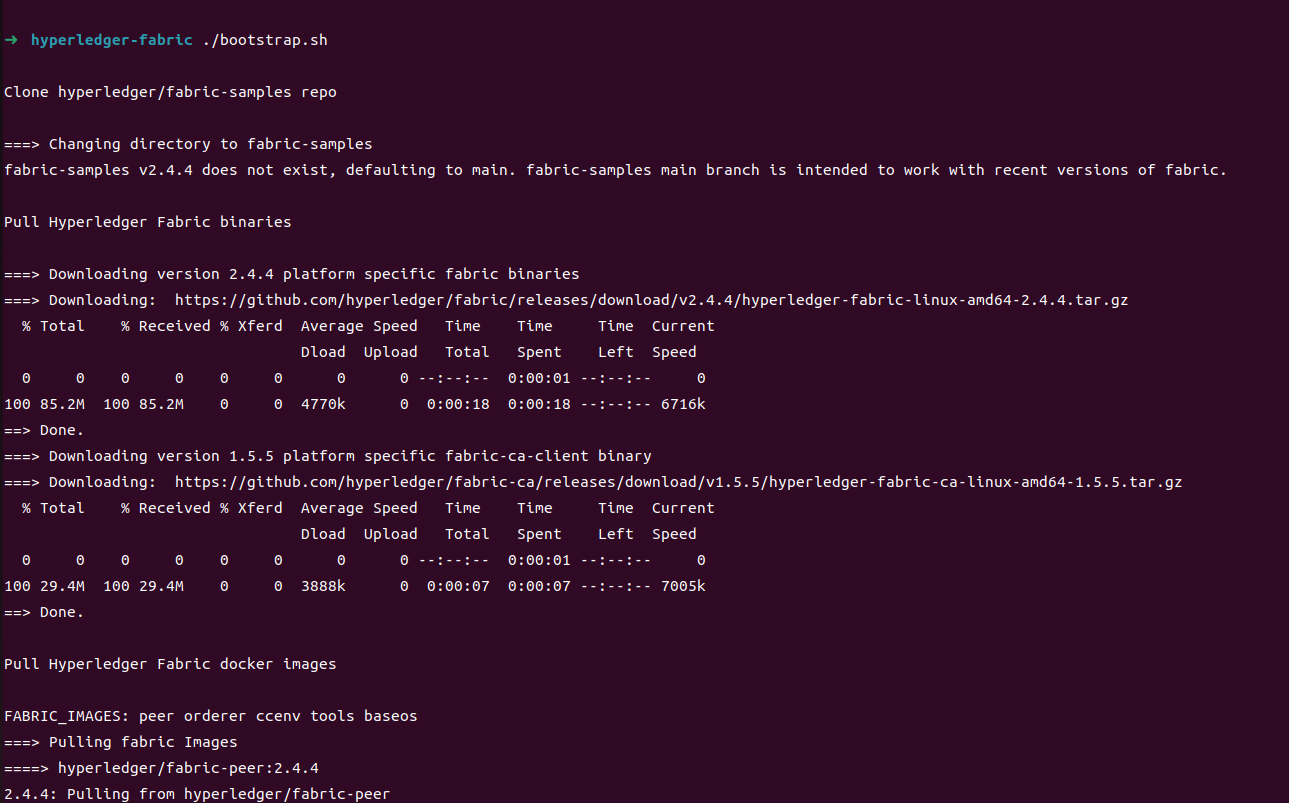 ➜ hyperledger-fabric ./bootstrap.sh
Clone hyperledger/fabric-samples repo
===> Changing directory to fabric-samples
fabric-samples v2.4.4 does not exist, defaulting to main. fabric-samples main branch is intended to work with recent versions of fabric.
Pull Hyperledger Fabric binaries
===> Downloading version 2.4.4 platform specific fabric binaries
===> Downloading:  https://github.com/hyperledger/fabric/releases/download/v2.4.4/hyperledger-fabric-linux-amd64-2.4.4.tar.gz
  % Total    % Received % Xferd  Average Speed   Time    Time     Time  Current
                                 Dload  Upload   Total   Spent    Left  Speed
  0     0    0     0    0     0      0      0 --:--:--  0:00:01 --:--:--     0
100 85.2M  100 85.2M    0     0  4770k      0  0:00:18  0:00:18 --:--:-- 6716k
==> Done.
===> Downloading version 1.5.5 platform specific fabric-ca-client binary
===> Downloading:  https://github.com/hyperledger/fabric-ca/releases/download/v1.5.5/hyperledger-fabric-ca-linux-amd64-1.5.5.tar.gz
  % Total    % Received % Xferd  Average Speed   Time    Time     Time  Current
                                 Dload  Upload   Total   Spent    Left  Speed
  0     0    0     0    0     0      0      0 --:--:--  0:00:01 --:--:--     0
100 29.4M  100 29.4M    0     0  3888k      0  0:00:07  0:00:07 --:--:-- 7005k
==> Done.
Pull Hyperledger Fabric docker images
FABRIC_IMAGES: peer orderer ccenv tools baseos
===> Pulling fabric Images
====> hyperledger/fabric-peer:2.4.4
2.4.4: Pulling from hyperledger/fabric-peer